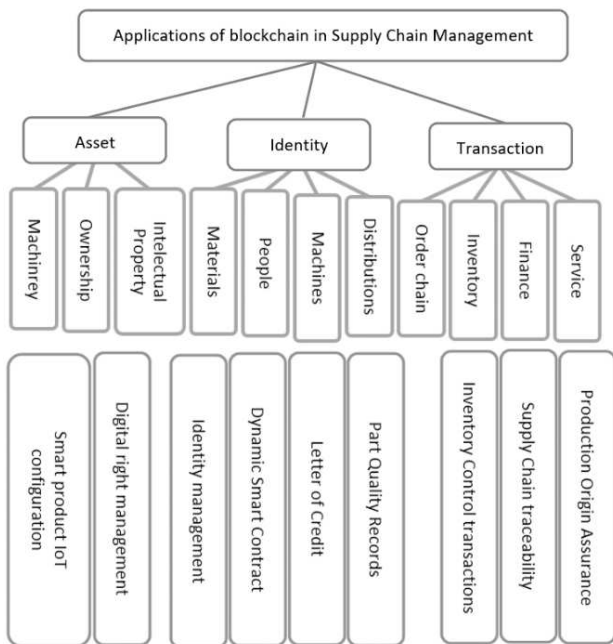 Applications of blockchain in Supply Chain Management
Asset
Identity
Transaction
Machinrey
Ownership
Intelectual
Property
Materials
People
Machines
Distributions
Order chain
Inventory
Finance
Service
Smart product IoT
configuration
Digital right management
Identity management
Dynamic Smart Contract
Letter of Credit
Part Quality Records
Inventory Control transactions
Supply Chain traceability
Production Origin Assurance